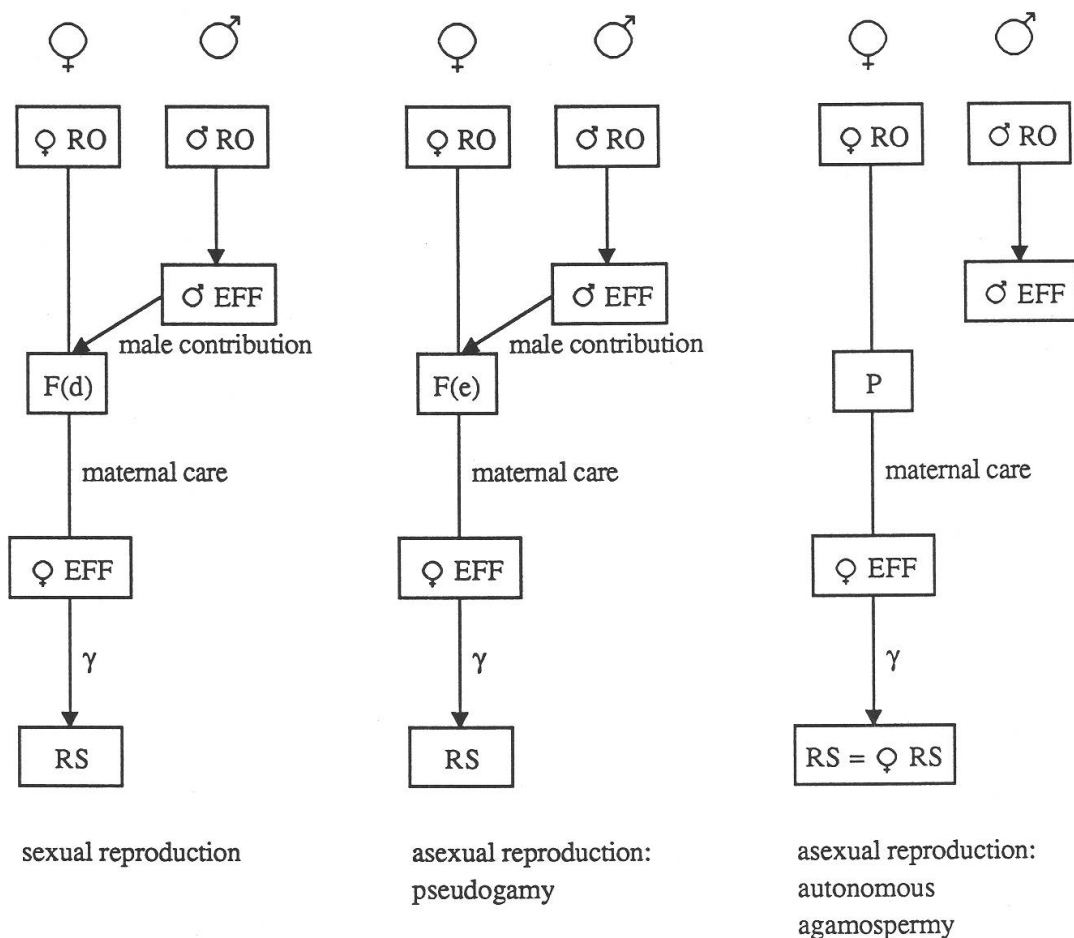 ♀ ♂ ♀ ♂ ♀ ♂
♀ RO ♂ RO ♀ RO ♂ RO ♀ RO ♂ RO
♂ EFF ♂ EFF ♂ EFF
male contribution male contribution
F(d) F(e) P
maternal care maternal care maternal care
♀ EFF ♀ EFF ♀ EFF
γ γ γ
RS RS RS = ♀ RS
sexual reproduction asexual reproduction: asexual reproduction:
pseudogamy autonomous
agamospermy